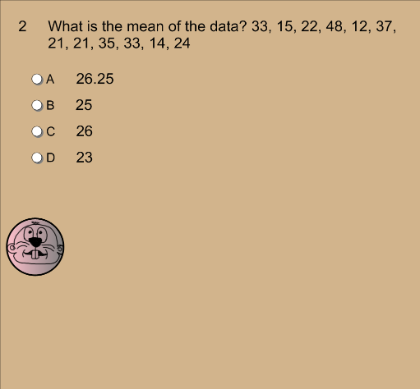 2 What is the mean of the data? 33, 15, 22, 48, 12, 37,
21, 21, 35, 33, 14, 24
A 26.25
B 25
C 26
D 23